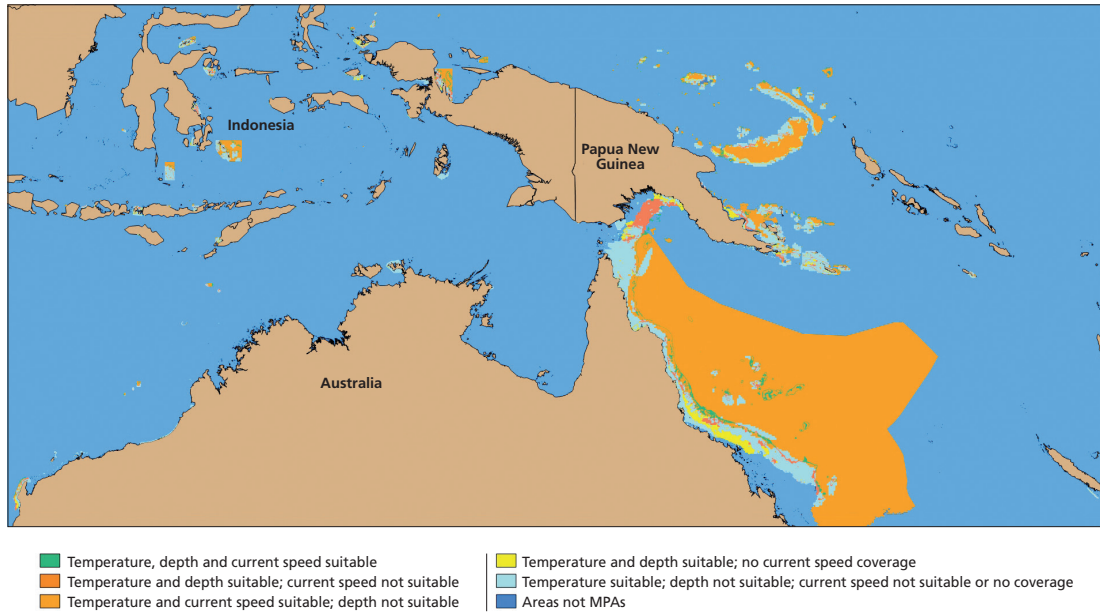 Indonesia
Papua New
Guinea
Australia
Temperature, depth and current speed suitable
Temperature and depth suitable; current speed not suitable
Temperature and current speed suitable; depth not suitable
Temperature and depth suitable; no current speed coverage
Temperature suitable; depth not suitable; current speed not suitable or no coverage
Areas not MPAs